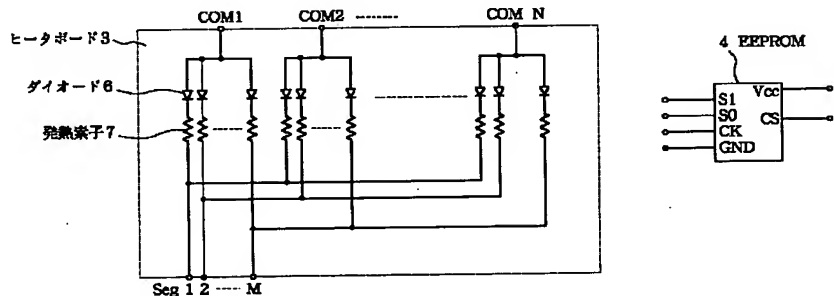 COM1 COM2 COM N
ヒータボード3
4 EEPROM
ダイオード6
Vcc
S1
S0
CS
CK
発熱素子7
GND
Seg 1 2 M